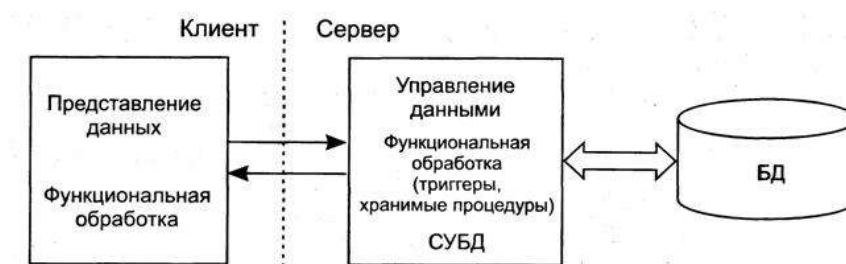 Клиент
Сервер
Представление
данных
Функциональная
обработка
Управление
данными
Функциональная
обработка
(триггеры,
хранимые процедуры)
СУБД
БД